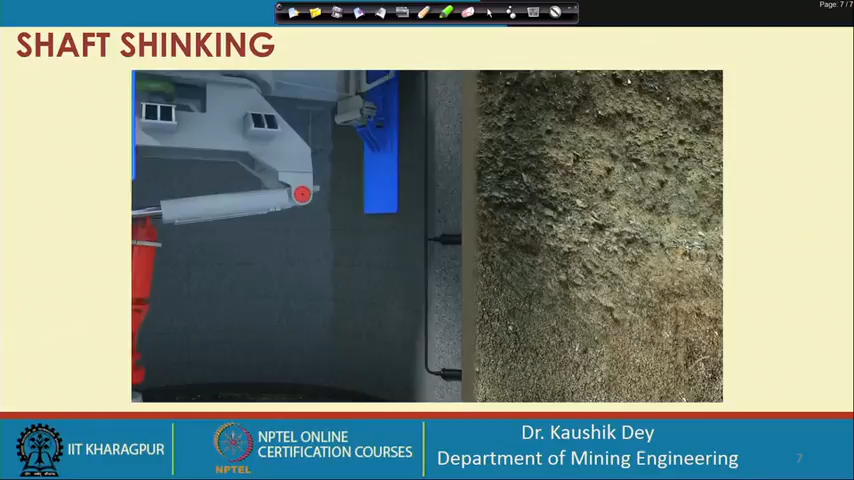 Page: 7 / 7
SHAFT SHINKING
IIT KHARAGPUR
NPTEL
NPTEL ONLINE
CERTIFICATION COURSES
Dr. Kaushik Dey
Department of Mining Engineering
7